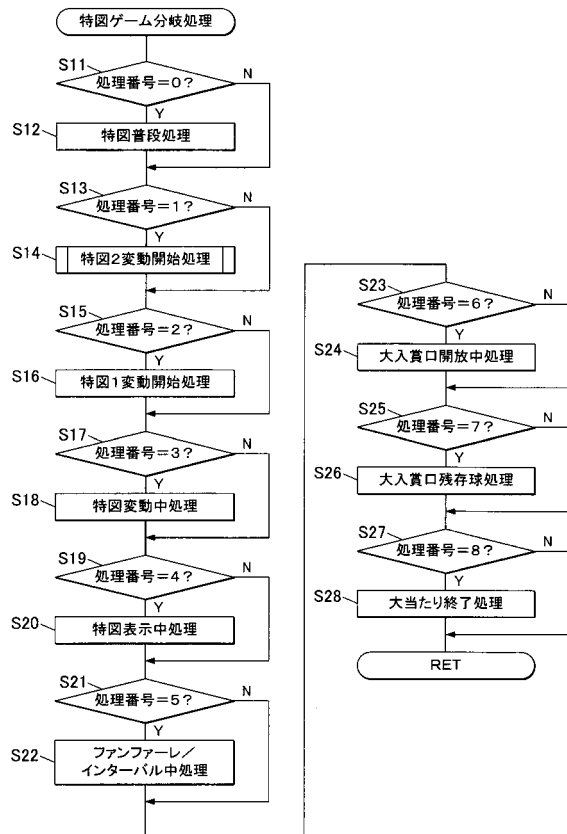 特図ゲーム分岐処理
S11
処理番号=0?
N
Y
S12
特図普段処理
S13
処理番号=1?
N
Y
S14
特図2変動開始処理
S15
処理番号=2?
N
Y
S16
特図1変動開始処理
S17
処理番号=3?
N
Y
S18
特図変動中処理
S19
処理番号=4?
N
Y
S20
特図表示中処理
S21
処理番号=5?
N
Y
S22
ファンファーレ/
インターバル中処理
S23
処理番号=6?
N
Y
S24
大入賞口開放中処理
S25
処理番号=7?
N
Y
S26
大入賞口残存球処理
S27
処理番号=8?
N
Y
S28
大当たり終了処理
RET